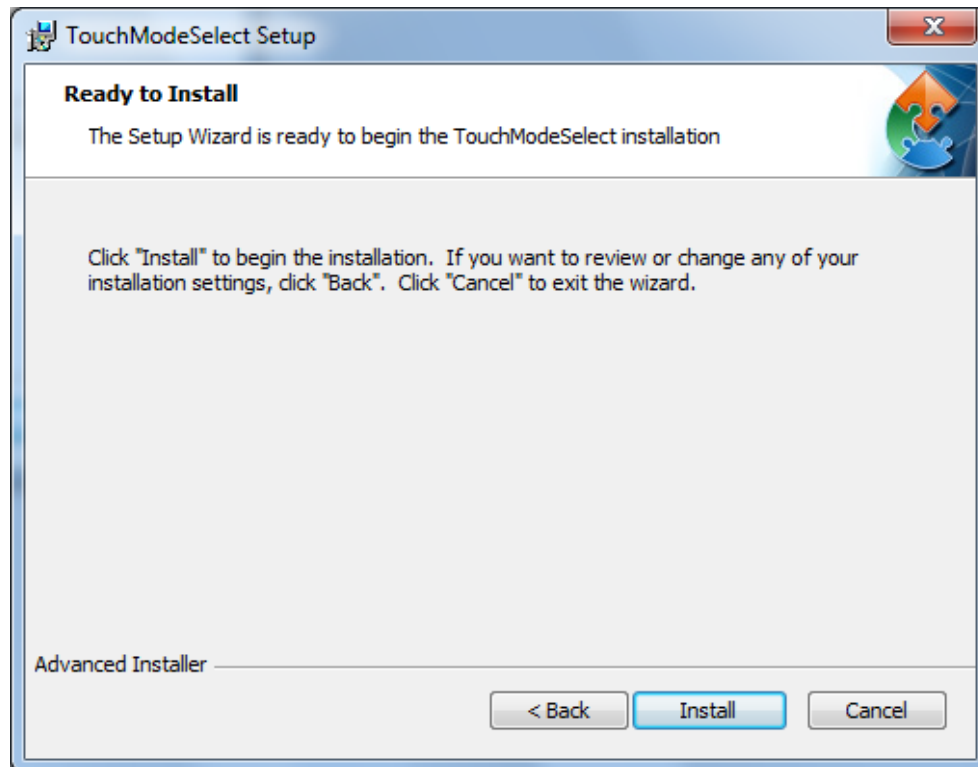 TouchModeSelect Setup
Ready to Install
The Setup Wizard is ready to begin the TouchModeSelect installation
Click "Install" to begin the installation.  If you want to review or change any of your
installation settings, click "Back".  Click "Cancel" to exit the wizard.
Advanced Installer
< Back
Install
Cancel